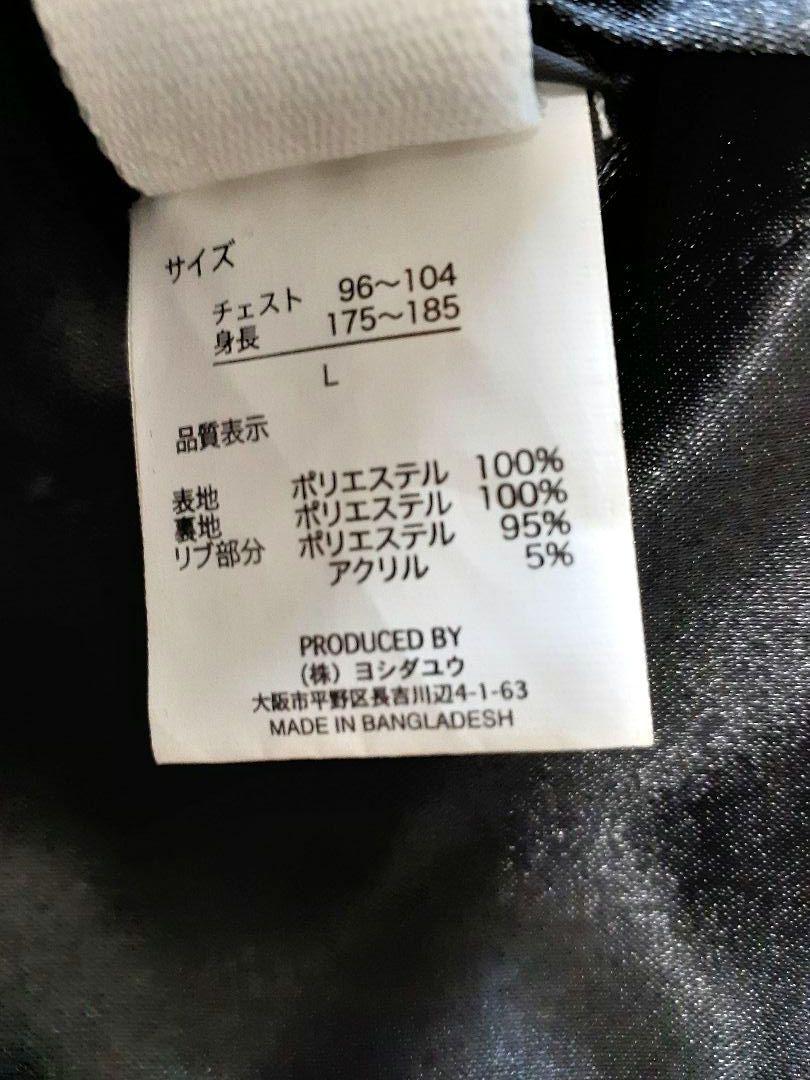 サイズ
チェスト 96～104
身長 175～185
L
品質表示
表地 ポリエステル 100%
裏地 ポリエステル 100%
リブ部分 ポリエステル 95%
アクリル 5%
PRODUCED BY
（株）ヨシダユウ
大阪市平野区長吉川辺4-1-63
MADE IN BANGLADESH